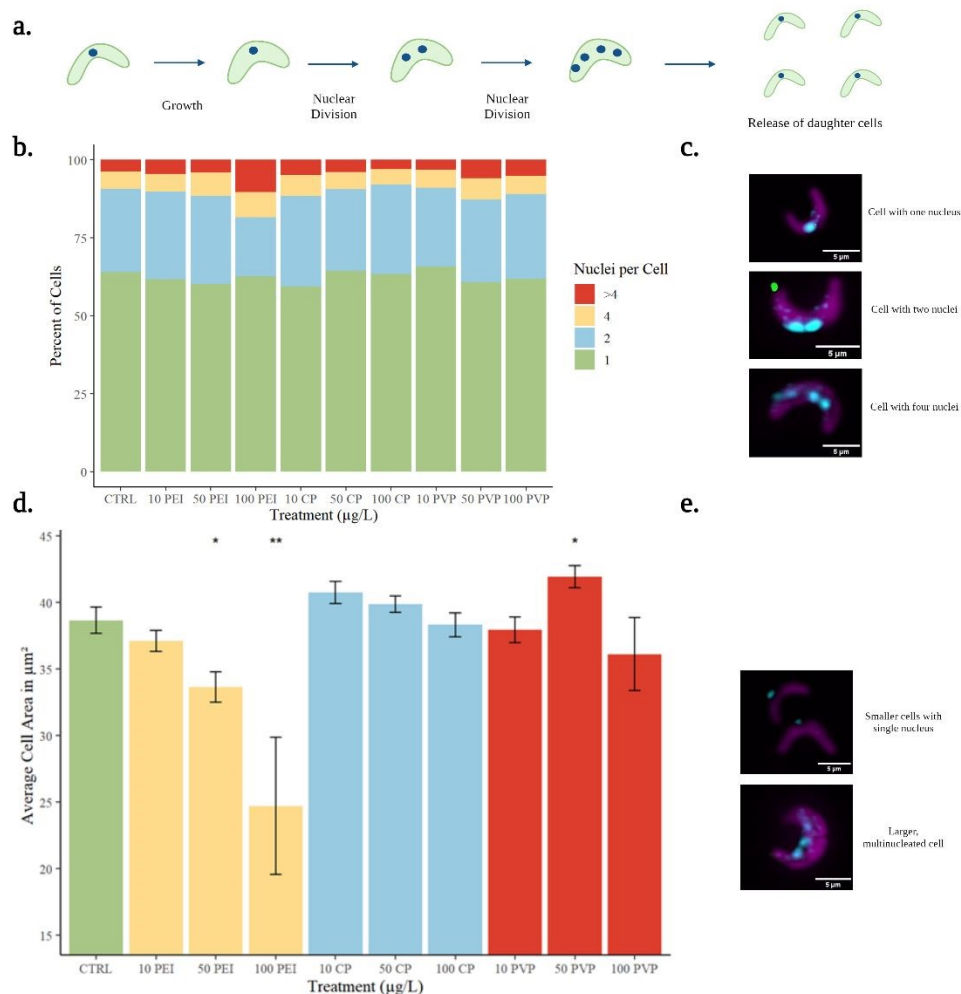 a.
Growth
Nuclear
Division
Nuclear
Division
Release of daughter cells
b.
100
75
50
25
0
Percent of Cells
CTRL 10 PEI 50 PEI 100 PEI 10 CP 50 CP 100 CP 10 PVP 50 PVP 100 PVP
Treatment (µg/L)
Nuclei per Cell
>4
4
2
1
c.
5 µm
Cell with one nucleus
5 µm
Cell with two nuclei
5 µm
Cell with four nuclei
d.
45
40
35
30
25
20
15
Average Cell Area in µm²
* ** *
CTRL 10 PEI 50 PEI 100 PEI 10 CP 50 CP 100 CP 10 PVP 50 PVP 100 PVP
Treatment (µg/L)
e.
5 µm
Smaller cells with
single nucleus
5 µm
Larger,
multinucleated cell